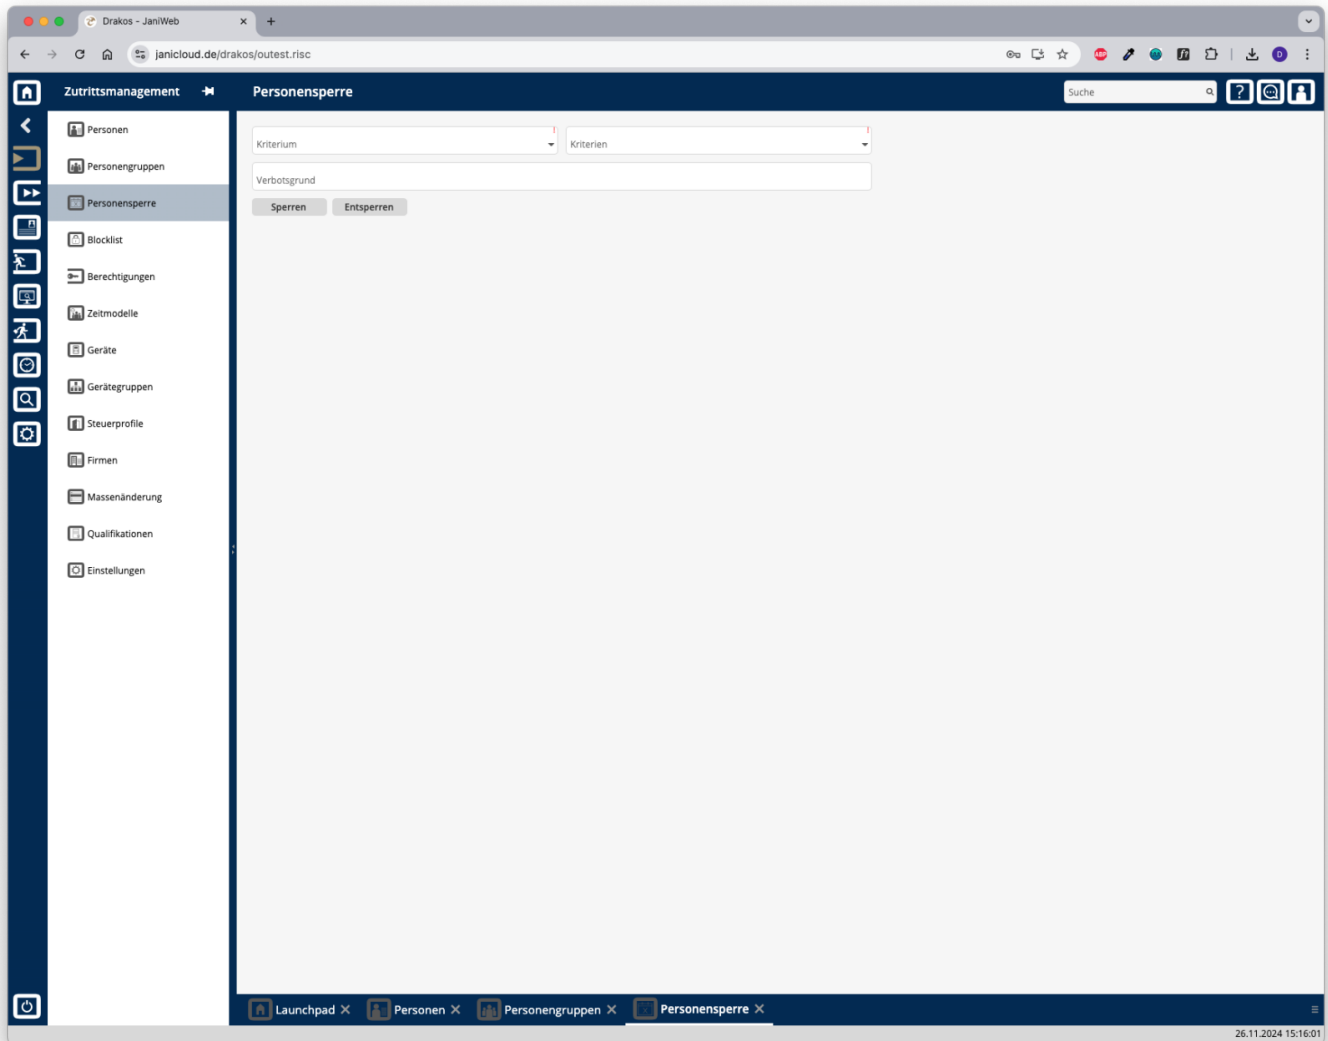 Drakos - JaniWeb
janicloud.de/drakos/outest.risc
ABP
D
Zutrittsmanagement
Personensperre
Suche
?
Personen
Personengruppen
Personensperre
Blocklist
Berechtigungen
Zeitmodelle
Geräte
Gerätegruppen
Steuerprofile
Firmen
Massenänderung
Qualifikationen
Einstellungen
Kriterium
Kriterien
Verbotsgrund
Sperren
Entsperren
Launchpad
Personen
Personengruppen
Personensperre
26.11.2024 15:16:01